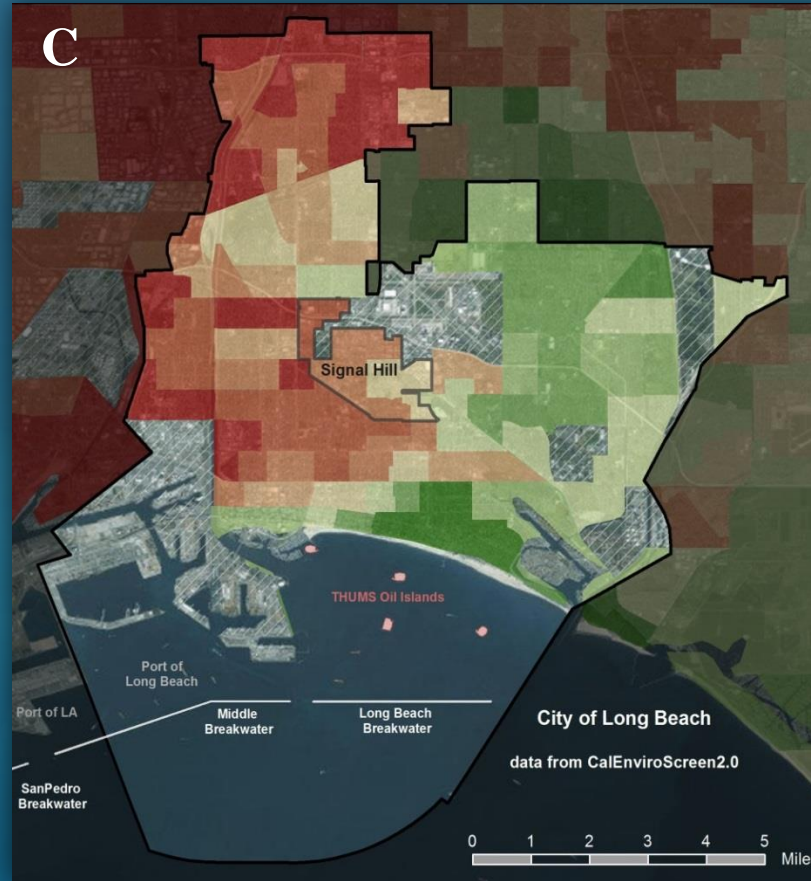 C
Signal Hill
THUMS Oil Islands
Port of
Long Beach
Port of LA
Middle
Breakwater
Long Beach
Breakwater
City of Long Beach
data from CalEnviroScreen2.0
SanPedro
Breakwater
0 1 2 3 4 5
Mile